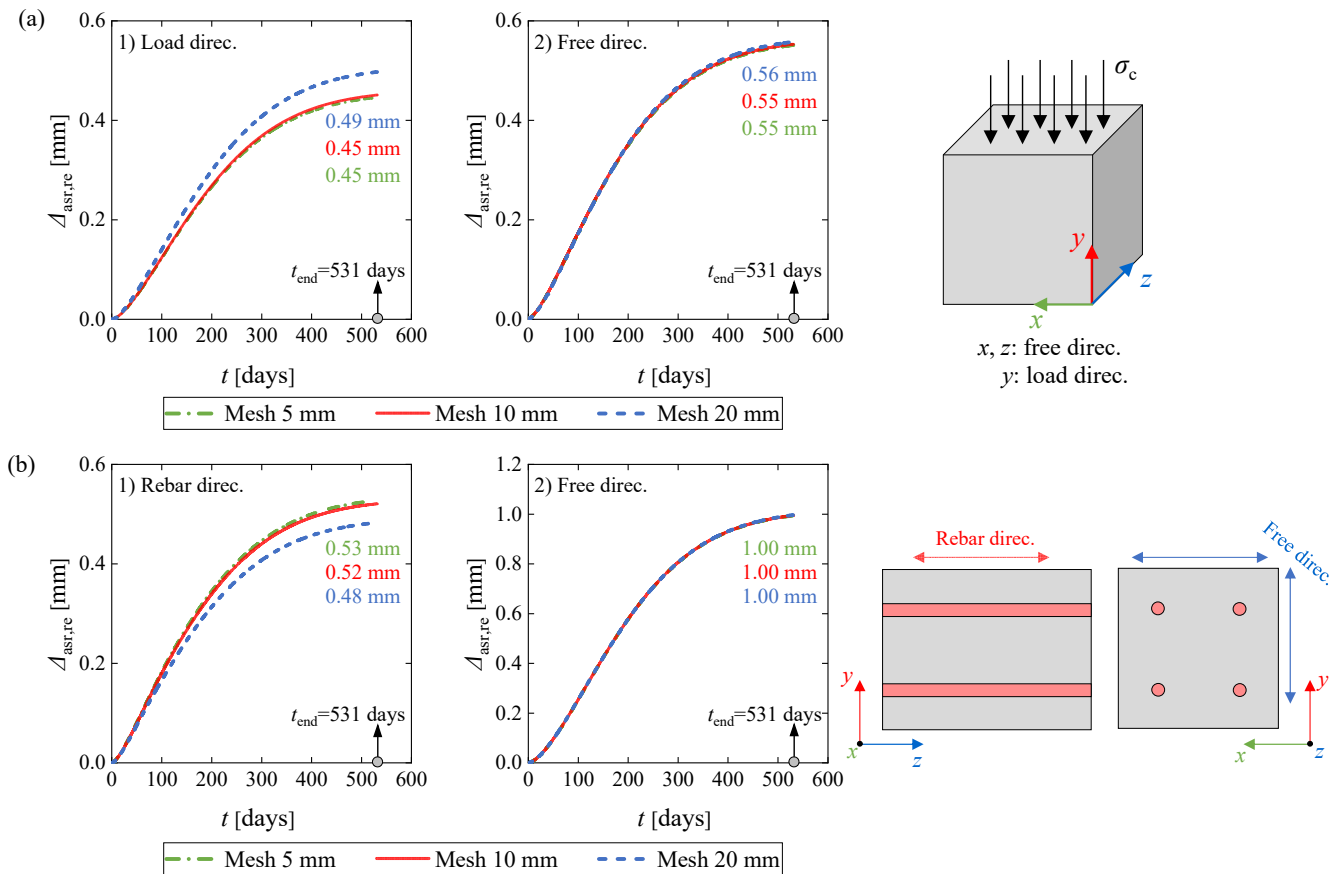 (a)
1) Load direc.
0.6
0.4
0.2
0.0
Δasr,re [mm]
0.49 mm
0.45 mm
0.45 mm
tend=531 days
0 100 200 300 400 500 600
t [days]
2) Free direc.
0.6
0.4
0.2
0.0
Δasr,re [mm]
0.56 mm
0.55 mm
0.55 mm
tend=531 days
0 100 200 300 400 500 600
t [days]
σc
y
z
x
x, z: free direc.
y: load direc.
Mesh 5 mm Mesh 10 mm Mesh 20 mm
(b)
1) Rebar direc.
0.6
0.4
0.2
0.0
Δasr,re [mm]
0.53 mm
0.52 mm
0.48 mm
tend=531 days
0 100 200 300 400 500 600
t [days]
2) Free direc.
1.2
1.0
0.8
0.6
0.4
0.2
0.0
Δasr,re [mm]
1.00 mm
1.00 mm
1.00 mm
tend=531 days
0 100 200 300 400 500 600
t [days]
Rebar direc.
y
x
z
Free direc.
y
x
z
Mesh 5 mm Mesh 10 mm Mesh 20 mm